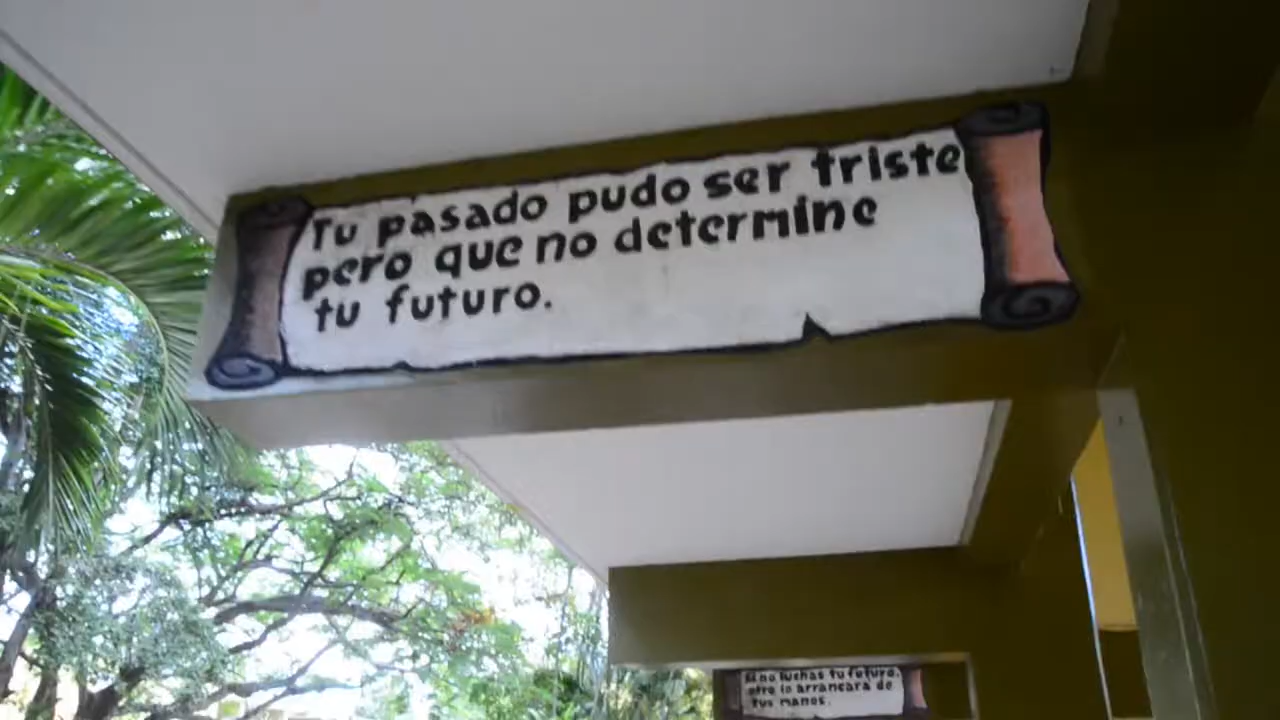 Tu pasado pudo ser triste
pero que no determine
tu futuro.
Si no luchas tu futuro,
otro lo arrancara de
tus manos.